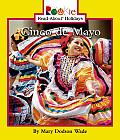 Rookie
Read-About® Holidays
Cinco de Mayo
By Mary Dodson Wade